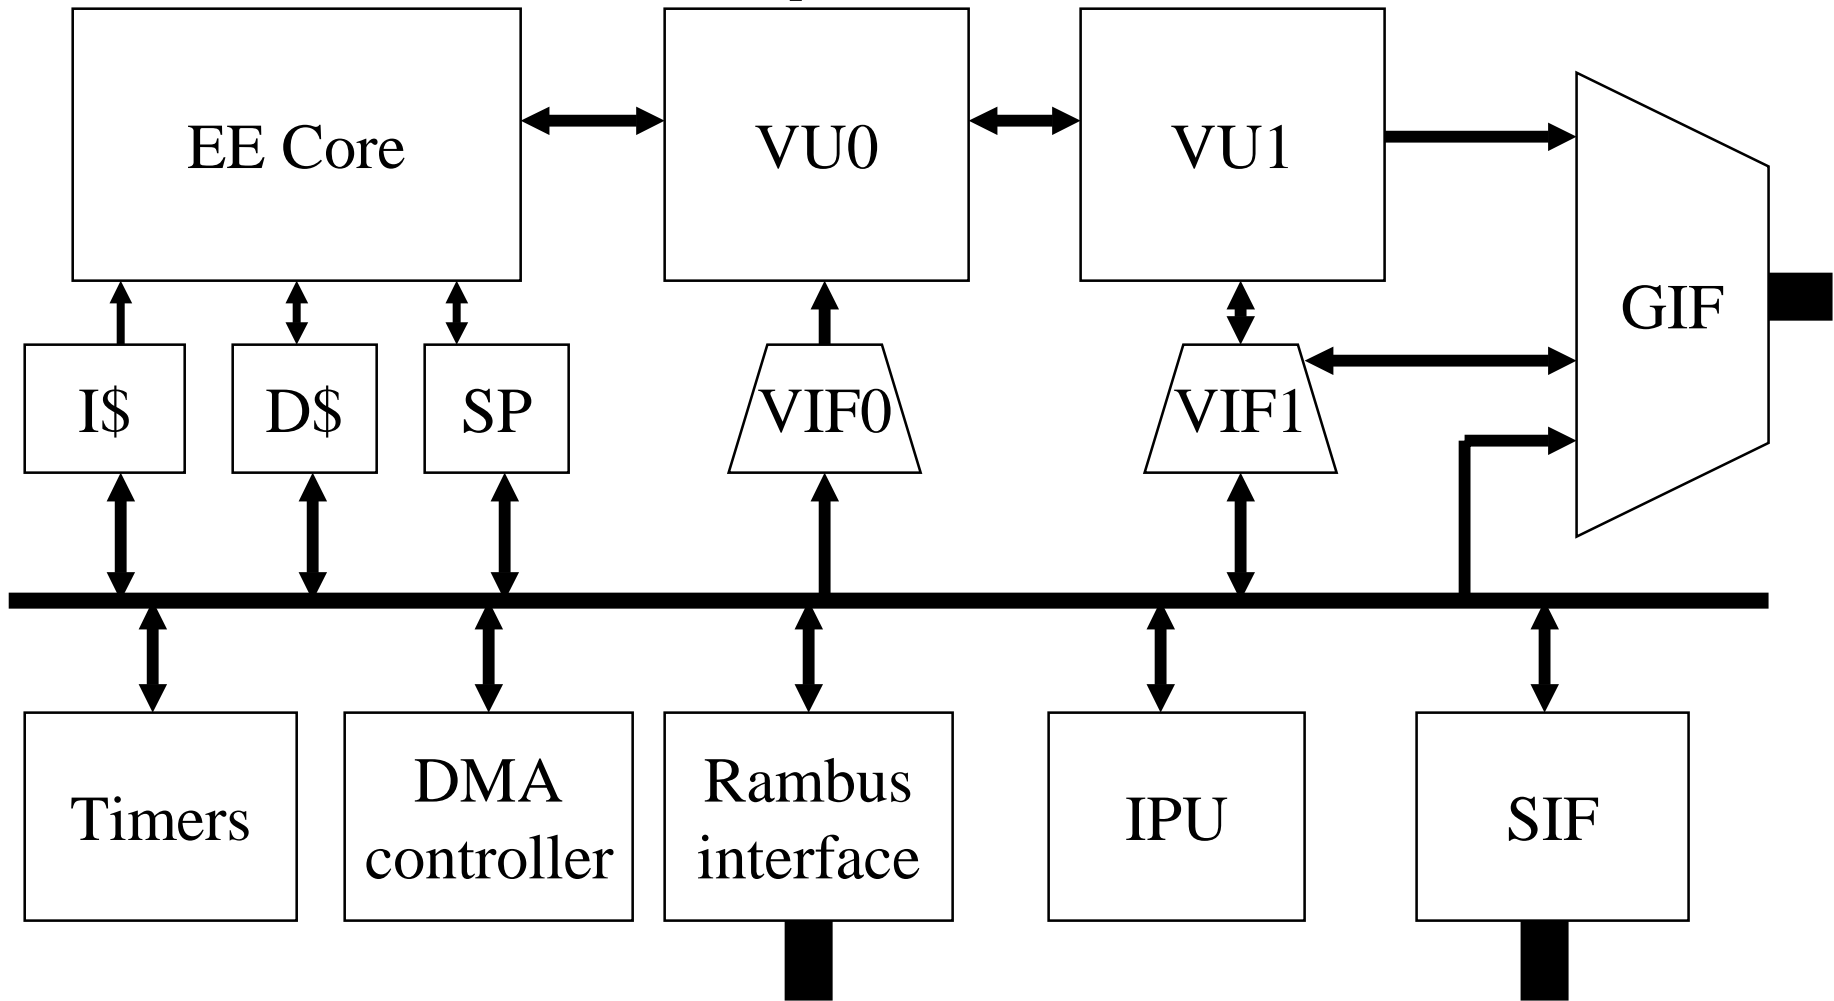 EE Core
VU0
VU1
GIF
I$
D$
SP
VIF0
VIF1
Timers
DMA
controller
Rambus
interface
IPU
SIF